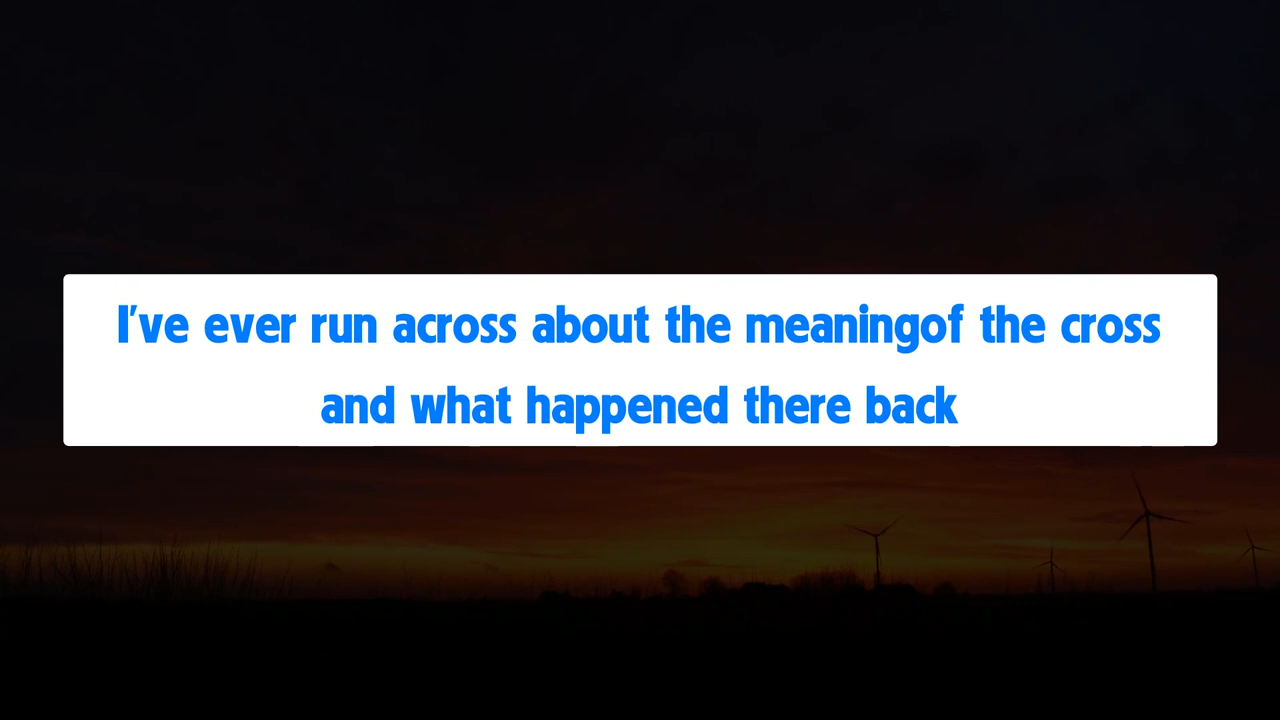 I've ever run across about the meaningof the cross
and what happened there back